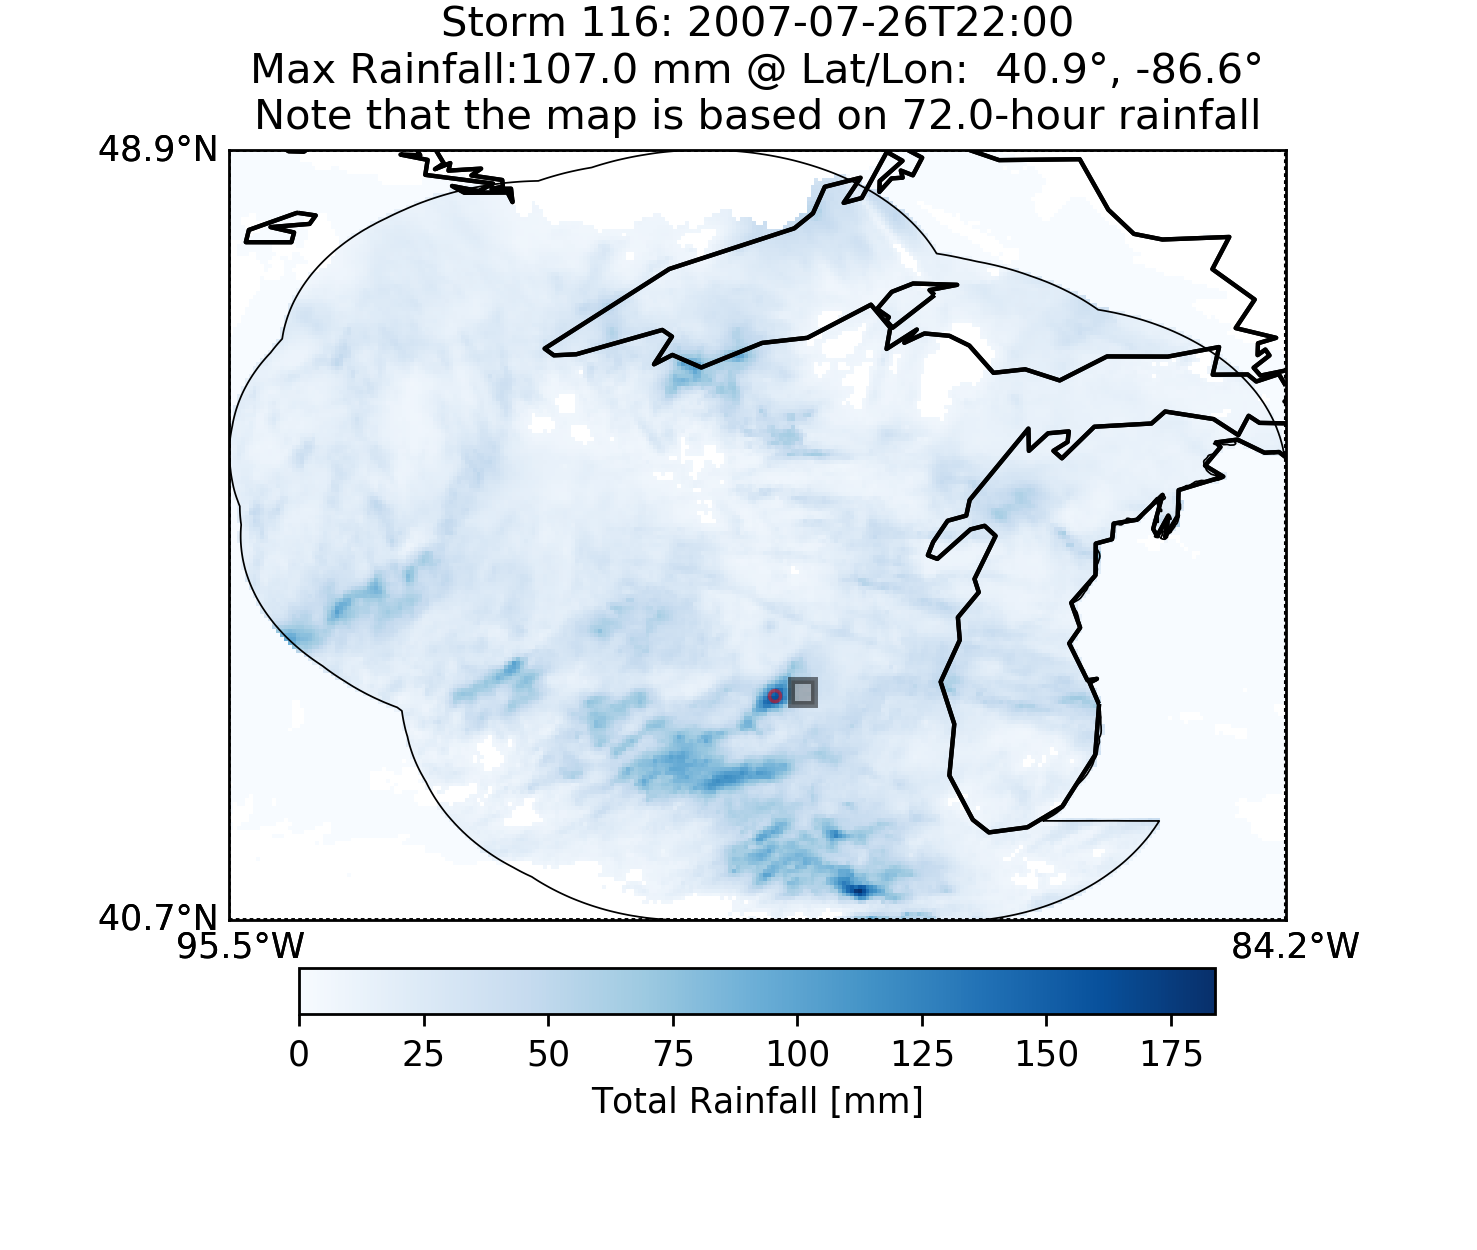 Storm 116: 2007-07-26T22:00
Max Rainfall:107.0 mm @ Lat/Lon:  40.9°, -86.6°
Note that the map is based on 72.0-hour rainfall
48.9°N
40.7°N
95.5°W 84.2°W
0 25 50 75 100 125 150 175
Total Rainfall [mm]